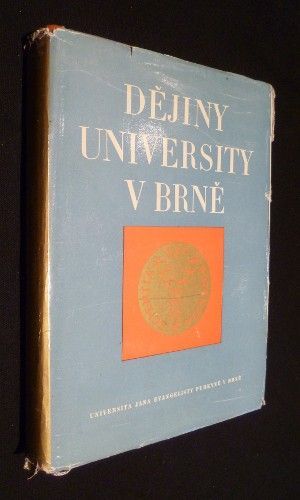 DĚJINY
UNIVERSITY
V BRNĚ
UNIVERSITA JANA EVANGELISTY PURKYNĚ V BRNĚ